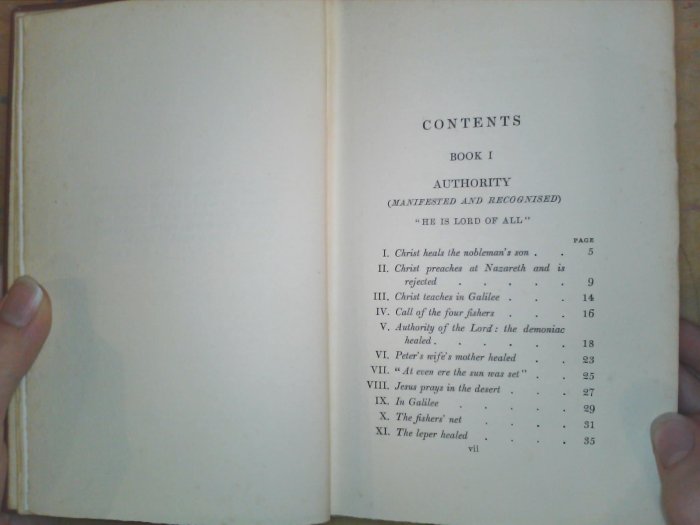 CONTENTS
BOOK I
AUTHORITY
(MANIFESTED AND RECOGNISED)
"HE IS LORD OF ALL"
PAGE
I. Christ heals the nobleman's son . . 5
II. Christ preaches at Nazareth and is
rejected . . . . . 9
III. Christ teaches in Galilee . . . 14
IV. Call of the four fishers . . . 16
V. Authority of the Lord: the demoniac
healed . . . . . . 18
VI. Peter's wife's mother healed . . 23
VII. "At even ere the sun was set" . . 25
VIII. Jesus prays in the desert . . . 27
IX. In Galilee . . . . . 29
X. The fishers' net . . . . 31
XI. The leper healed . . . . 35
vii